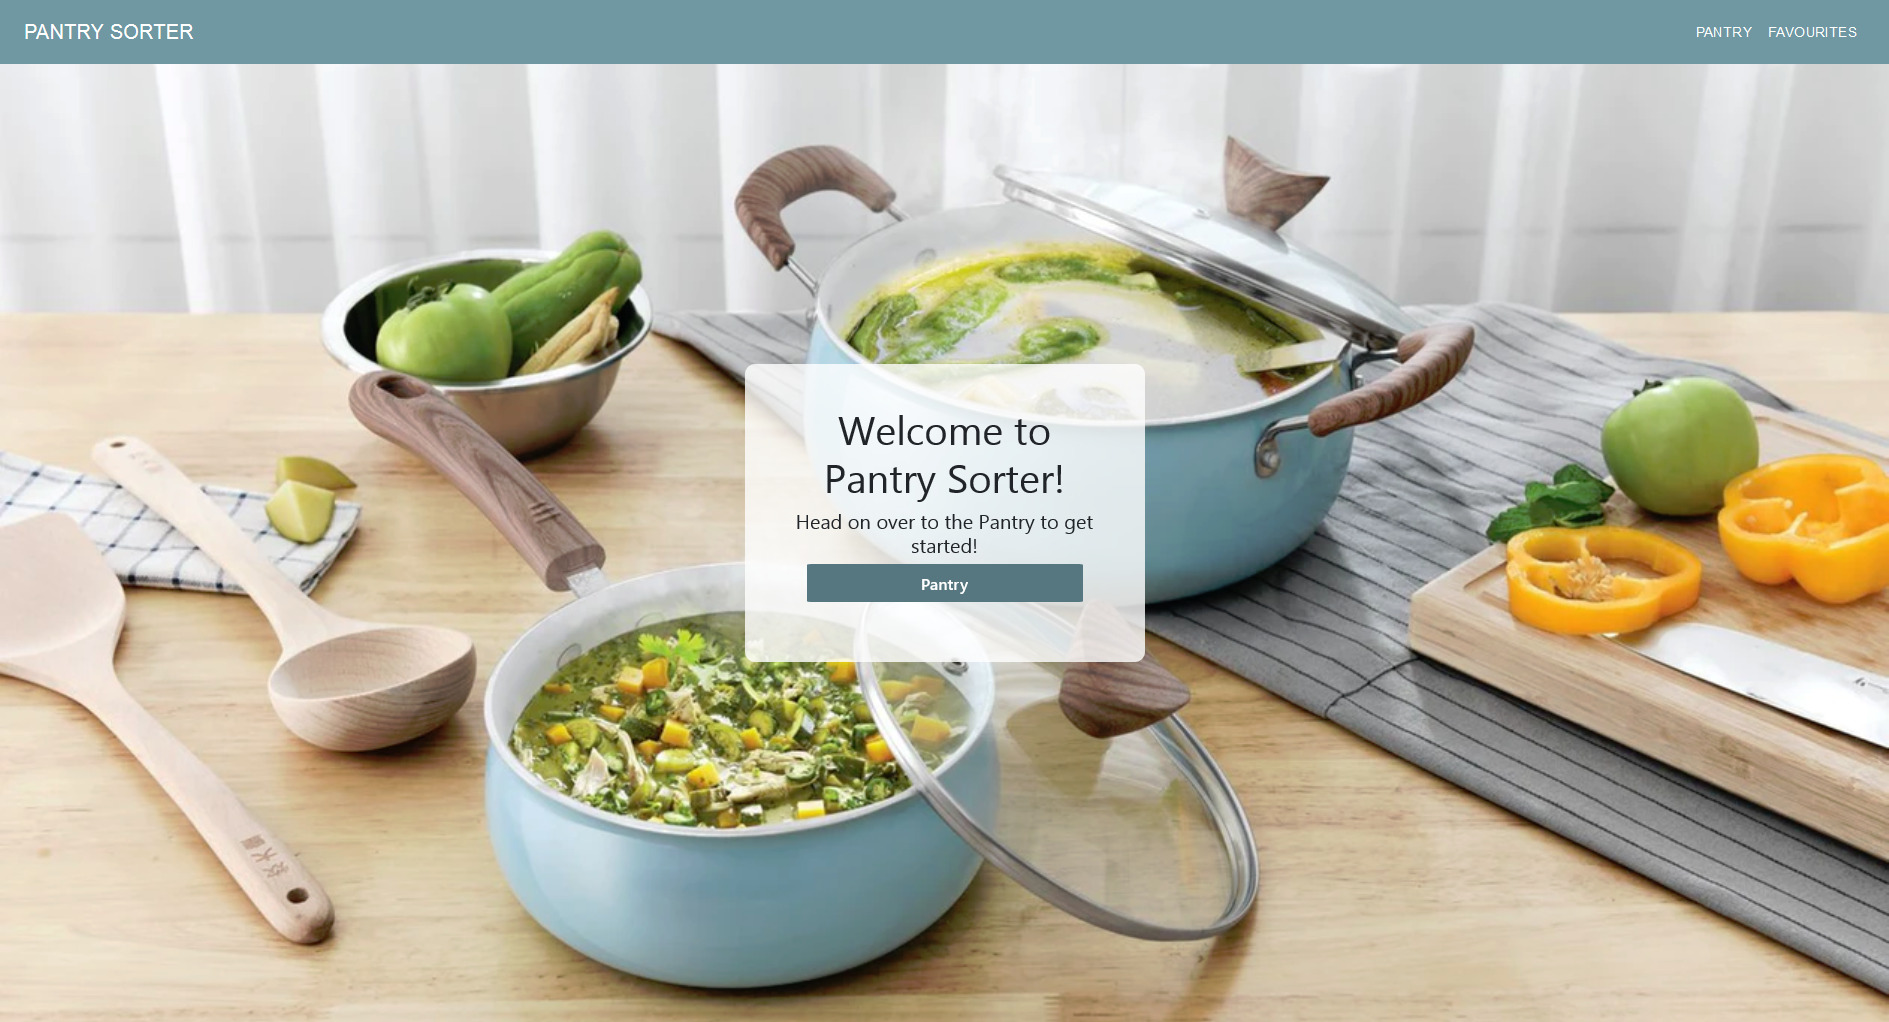 PANTRY SORTER
PANTRY FAVOURITES
Welcome to
Pantry Sorter!
Head on over to the Pantry to get
started!
Pantry